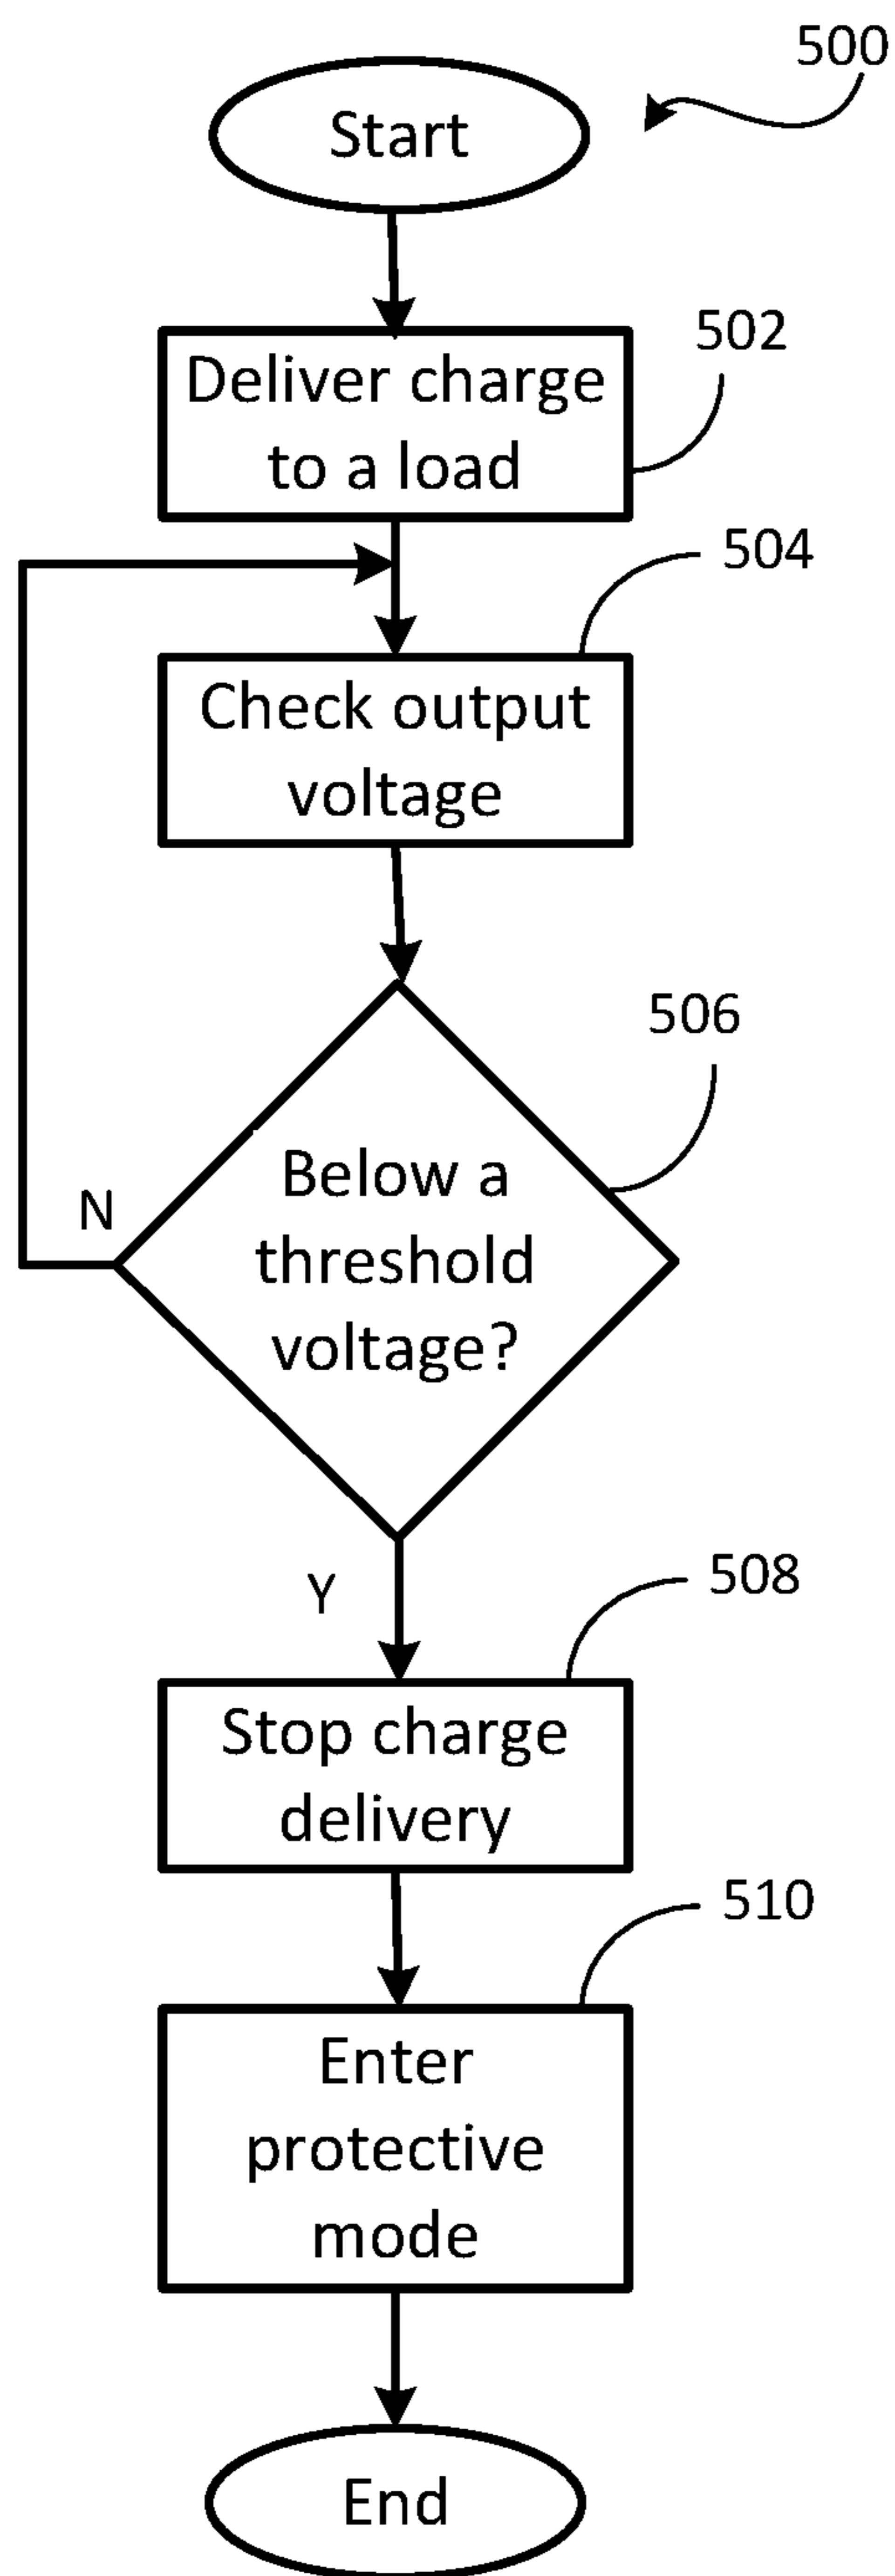 500
Start
502
Deliver charge
to a load
504
Check output
voltage
506
Below a
threshold
voltage?
N
Y
508
Stop charge
delivery
510
Enter
protective
mode
End